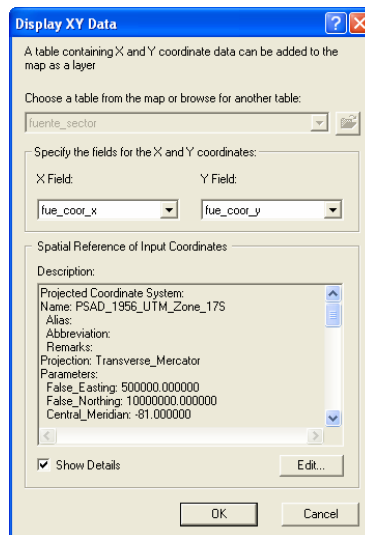 Display XY Data
A table containing X and Y coordinate data can be added to the
map as a layer
Choose a table from the map or browse for another table:
fuente_sector
Specify the fields for the X and Y coordinates:
X Field:
Y Field:
fue_coor_x
fue_coor_y
Spatial Reference of Input Coordinates
Description:
Projected Coordinate System:
Name: PSAD_1956_UTM_Zone_17S
Alias:
Abbreviation:
Remarks:
Projection: Transverse_Mercator
Parameters:
False_Easting: 500000.000000
False_Northing: 10000000.000000
Central_Meridian: -81.000000
Show Details
Edit...
OK
Cancel